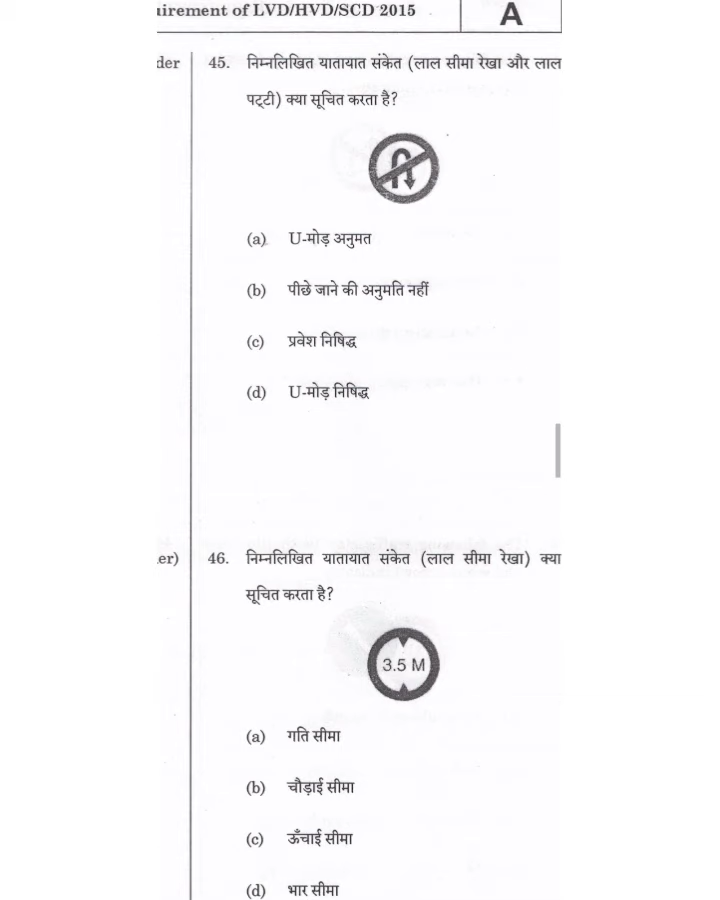 uirement of LVD/HVD/SCD 2015
A
der
45. निम्नलिखित यातायात संकेत (लाल सीमा रेखा और लाल
पट्टी) क्या सूचित करता है?
(a) U-मोड़ अनुमत
(b) पीछे जाने की अनुमति नहीं
(c) प्रवेश निषिद्ध
(d) U-मोड़ निषिद्ध
er)
46. निम्नलिखित यातायात संकेत (लाल सीमा रेखा) क्या
सूचित करता है?
3.5 M
(a) गति सीमा
(b) चौड़ाई सीमा
(c) ऊँचाई सीमा
(d) भार सीमा